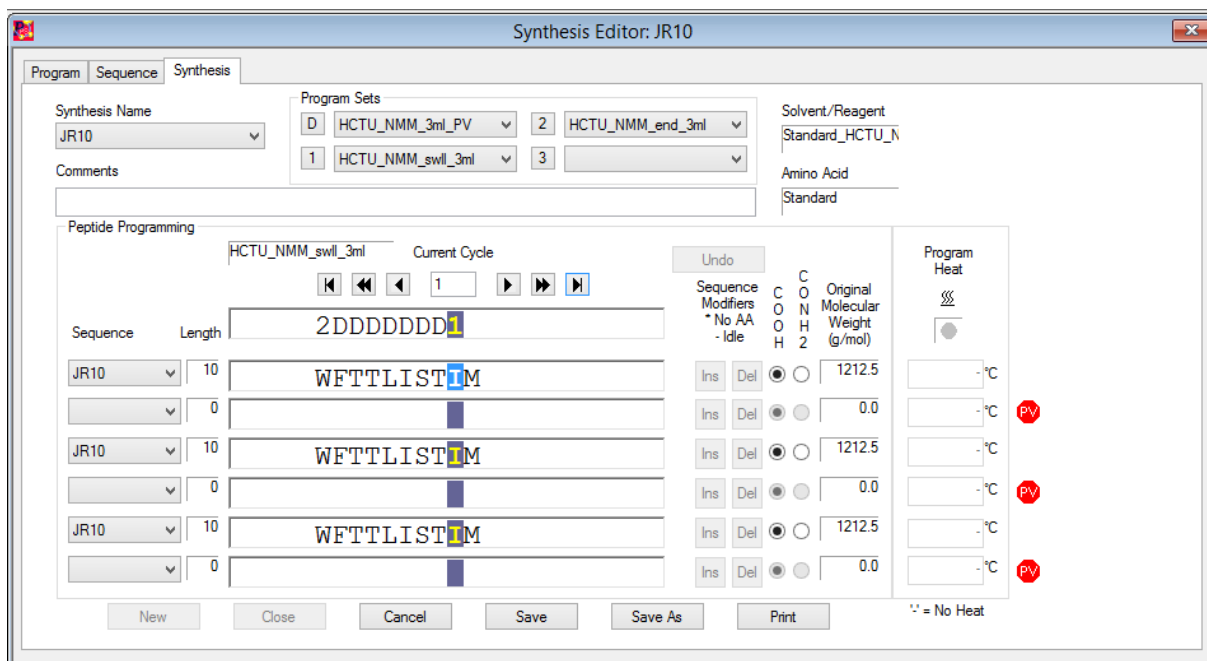 Synthesis Editor: JR10
Program Sequence Synthesis
Synthesis Name
JR10
Program Sets
D HCTU_NMM_3ml_PV 2 HCTU_NMM_end_3ml
1 HCTU_NMM_swll_3ml 3
Solvent/Reagent
Standard_HCTU_N
Amino Acid
Standard
Comments
Peptide Programming
HCTU_NMM_swll_3ml Current Cycle
1
Undo
Sequence
Modifiers
* No AA
- Idle
COOH
CONH2
Original
Molecular
Weight
(g/mol)
Program
Heat
Sequence Length 2DDDDDDD1
JR10 10 WFTTLISTIM Ins Del 1212.5 - °C
0 Ins Del 0.0 - °C PV
JR10 10 WFTTLISTIM Ins Del 1212.5 - °C
0 Ins Del 0.0 - °C PV
JR10 10 WFTTLISTIM Ins Del 1212.5 - °C
0 Ins Del 0.0 - °C PV
New Close Cancel Save Save As Print '-' = No Heat